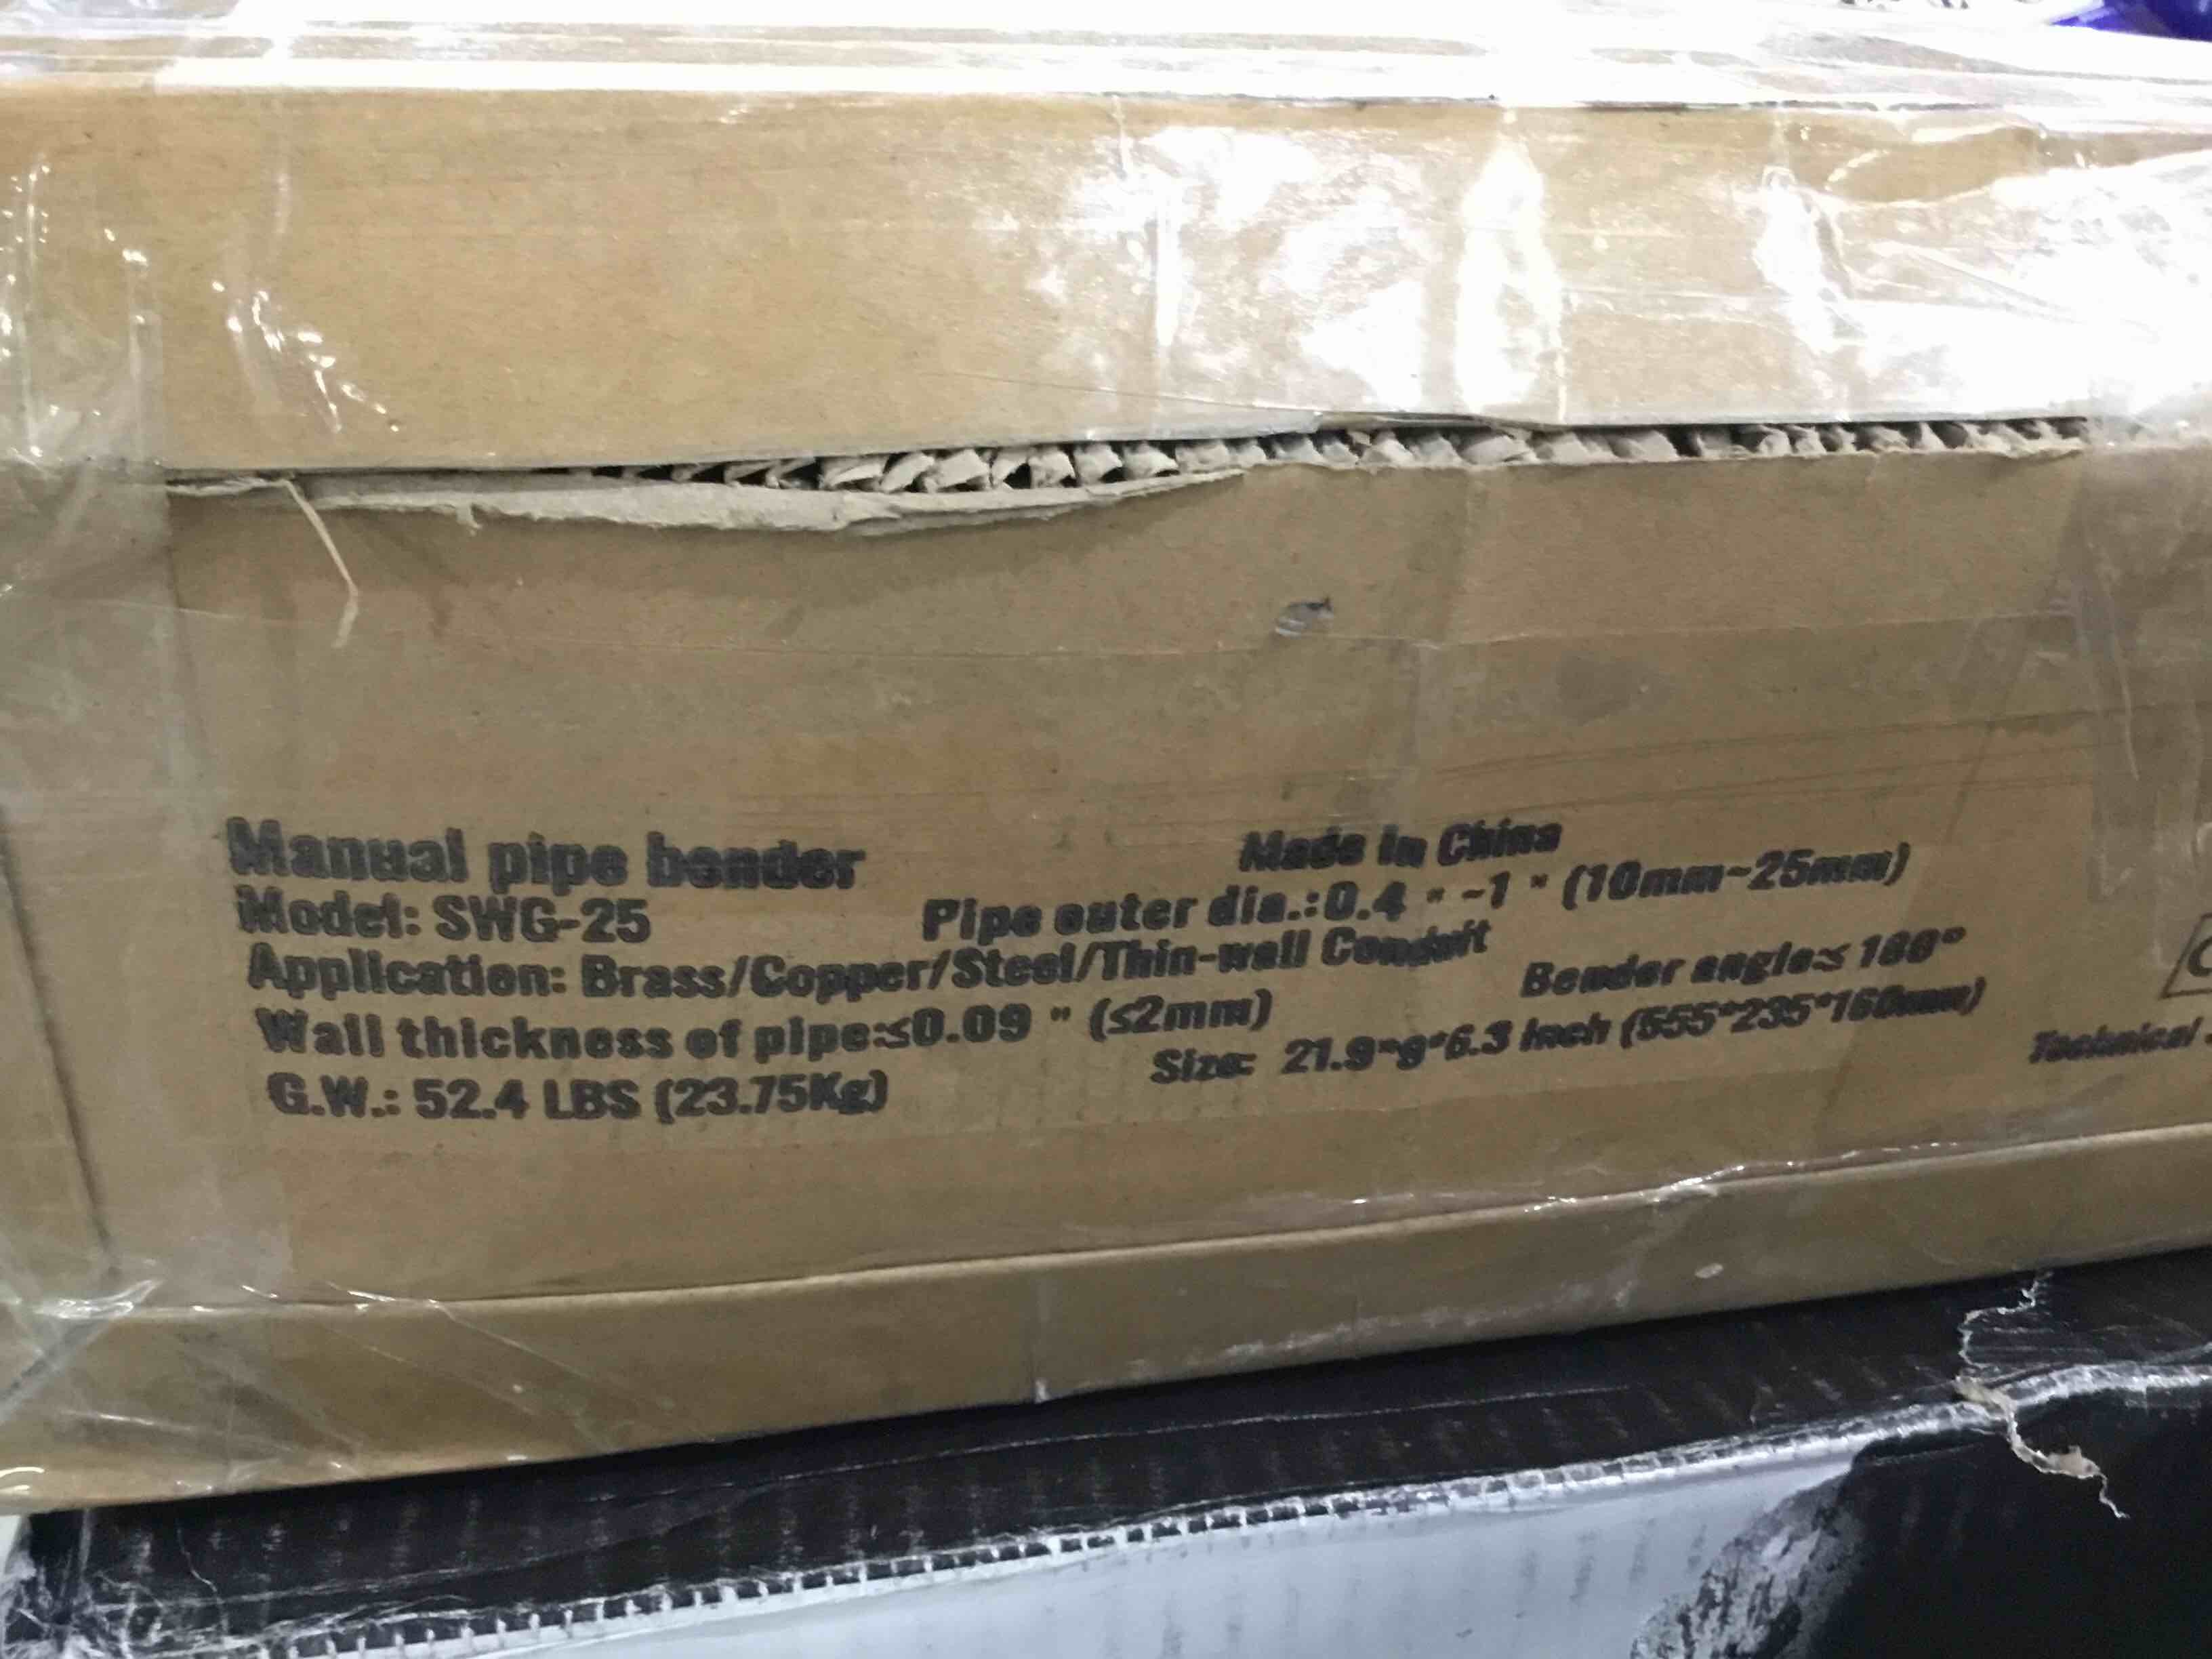 Manual pipe bender
Made in China
Model: SWG-25
Pipe outer dia.:0.4 " ~1 " (10mm~25mm)
Application: Brass/Copper/Steel/Thin-wall Conduit
Bender angle≤ 180°
Wall thickness of pipe:≤0.09 " (≤2mm)
Size: 21.9*9*6.3 Inch (555*235*160mm)
G.W.: 52.4 LBS (23.75Kg)
Technical